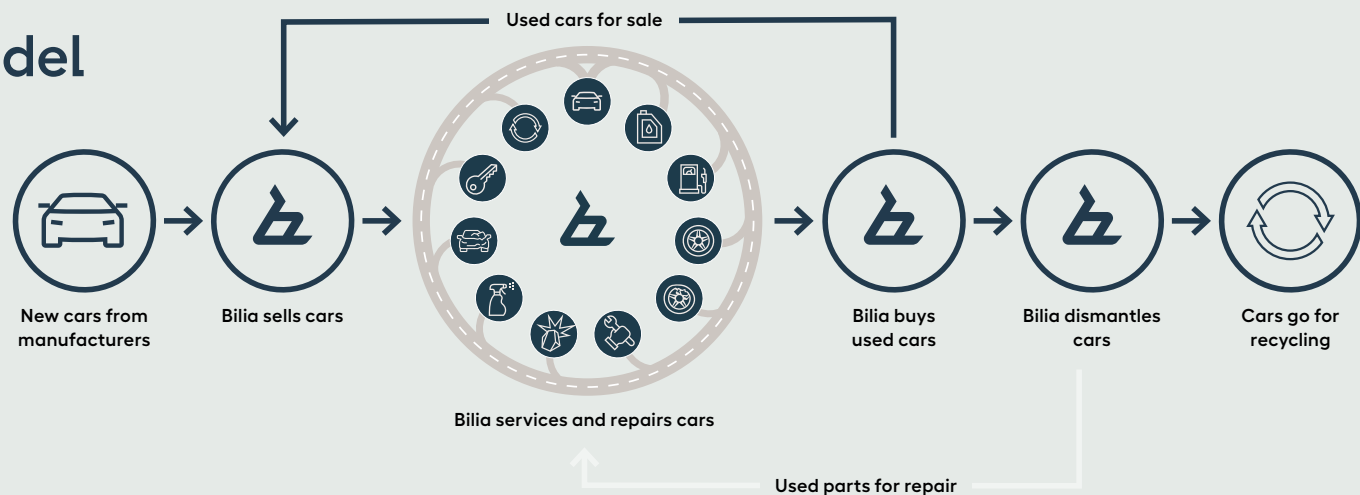 Used cars for sale
del
New cars from
manufacturers
Bilia sells cars
Bilia services and repairs cars
Bilia buys
used cars
Bilia dismantles
cars
Cars go for
recycling
Used parts for repair